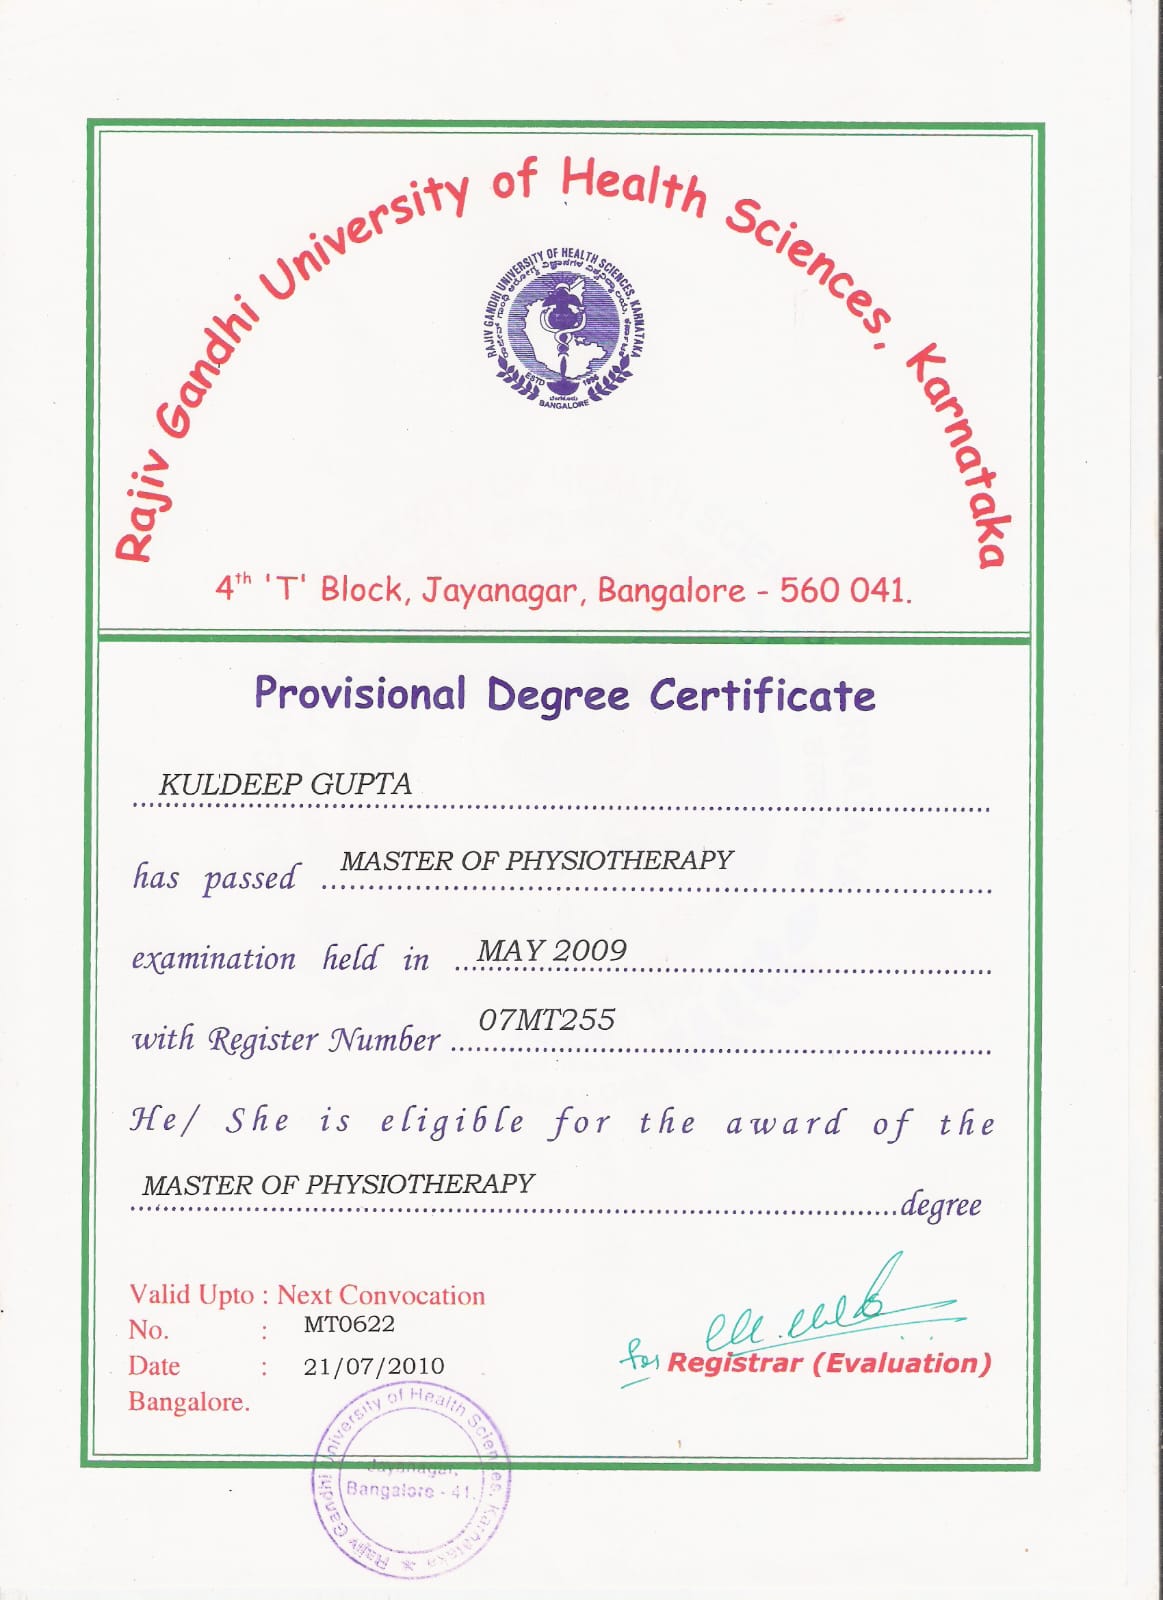 Rajiv Gandhi University of Health Sciences, Karnataka
RAJIV GANDHI UNIVERSITY OF HEALTH SCIENCES, KARNATAKA
ESTD 1996
BANGALORE
4th 'T' Block, Jayanagar, Bangalore - 560 041.
Provisional Degree Certificate
KULDEEP GUPTA
has passed MASTER OF PHYSIOTHERAPY
examination held in MAY 2009
with Register Number 07MT255
He/ She is eligible for the award of the
MASTER OF PHYSIOTHERAPY degree
Valid Upto : Next Convocation
No. : MT0622
Date : 21/07/2010
Bangalore.
for Registrar (Evaluation)
Rajiv Gandhi University of Health Sciences, Karnataka *
Jayanagar,
Bangalore - 41.